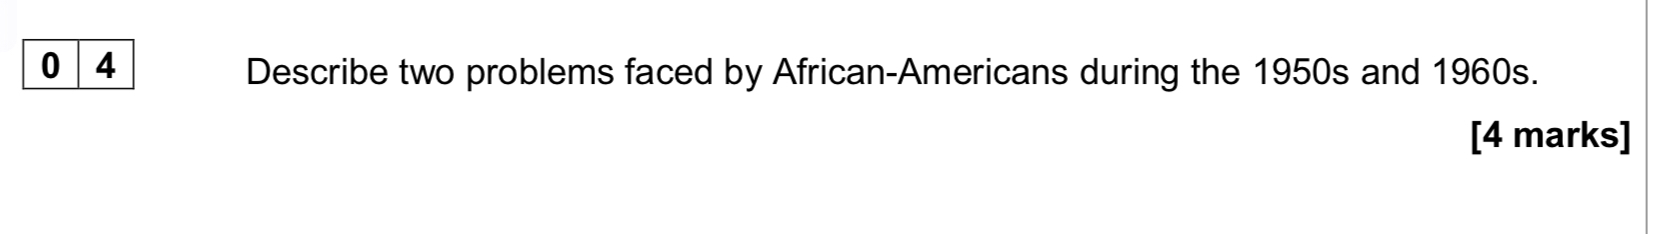 0 4 Describe two problems faced by African-Americans during the 1950s and 1960s.
[4 marks]